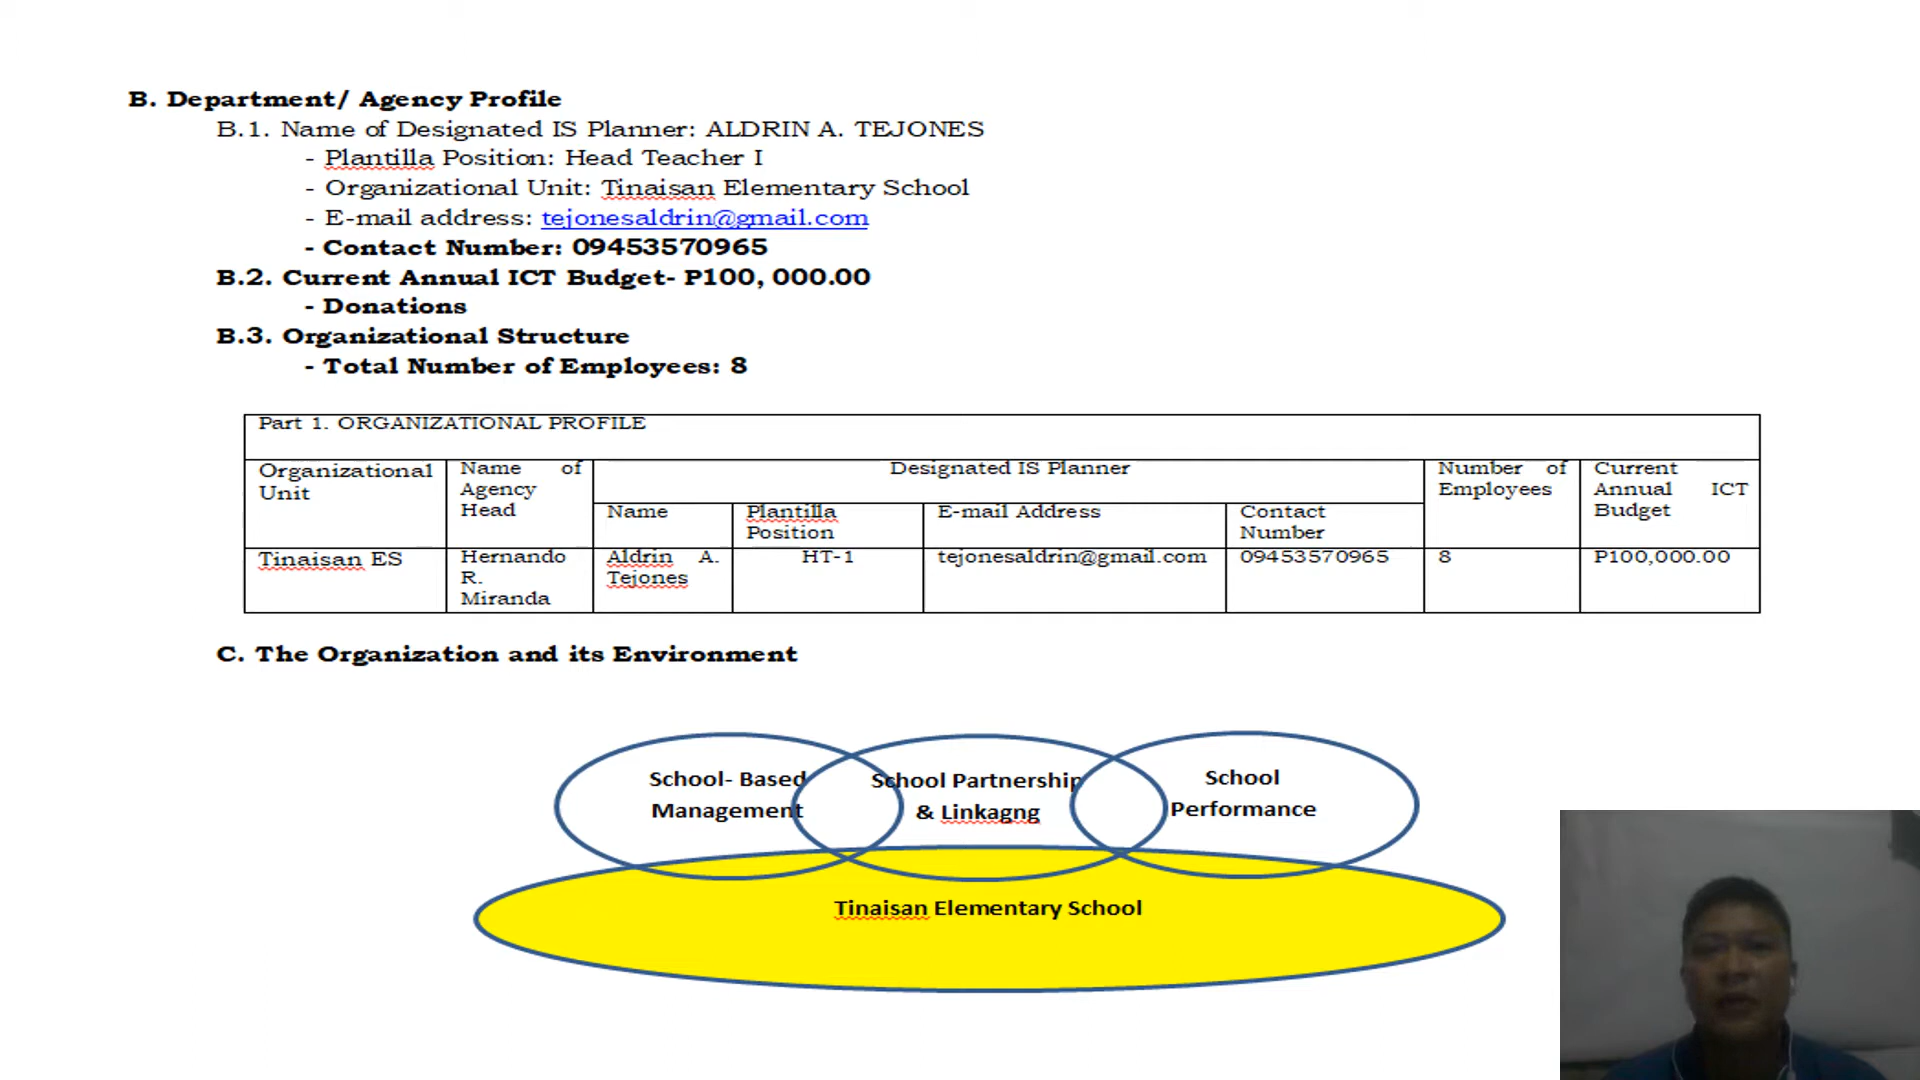 B. Department/ Agency Profile
B.1. Name of Designated IS Planner: ALDRIN A. TEJONES
- Plantilla Position: Head Teacher I
- Organizational Unit: Tinaisan Elementary School
- E-mail address: tejonesaldrin@gmail.com
- Contact Number: 09453570965
B.2. Current Annual ICT Budget- P100, 000.00
- Donations
B.3. Organizational Structure
- Total Number of Employees: 8
Part 1. ORGANIZATIONAL PROFILE
Organizational
Unit
Name of
Agency
Head
Designated IS Planner
Number of
Employees
Current
Annual ICT
Budget
Name
Plantilla
Position
E-mail Address
Contact
Number
Tinaisan ES
Hernando
R.
Miranda
Aldrin A.
Tejones
HT-1
tejonesaldrin@gmail.com
09453570965
8
P100,000.00
C. The Organization and its Environment
School- Based
Management
School Partnership
& Linkagng
School
Performance
Tinaisan Elementary School